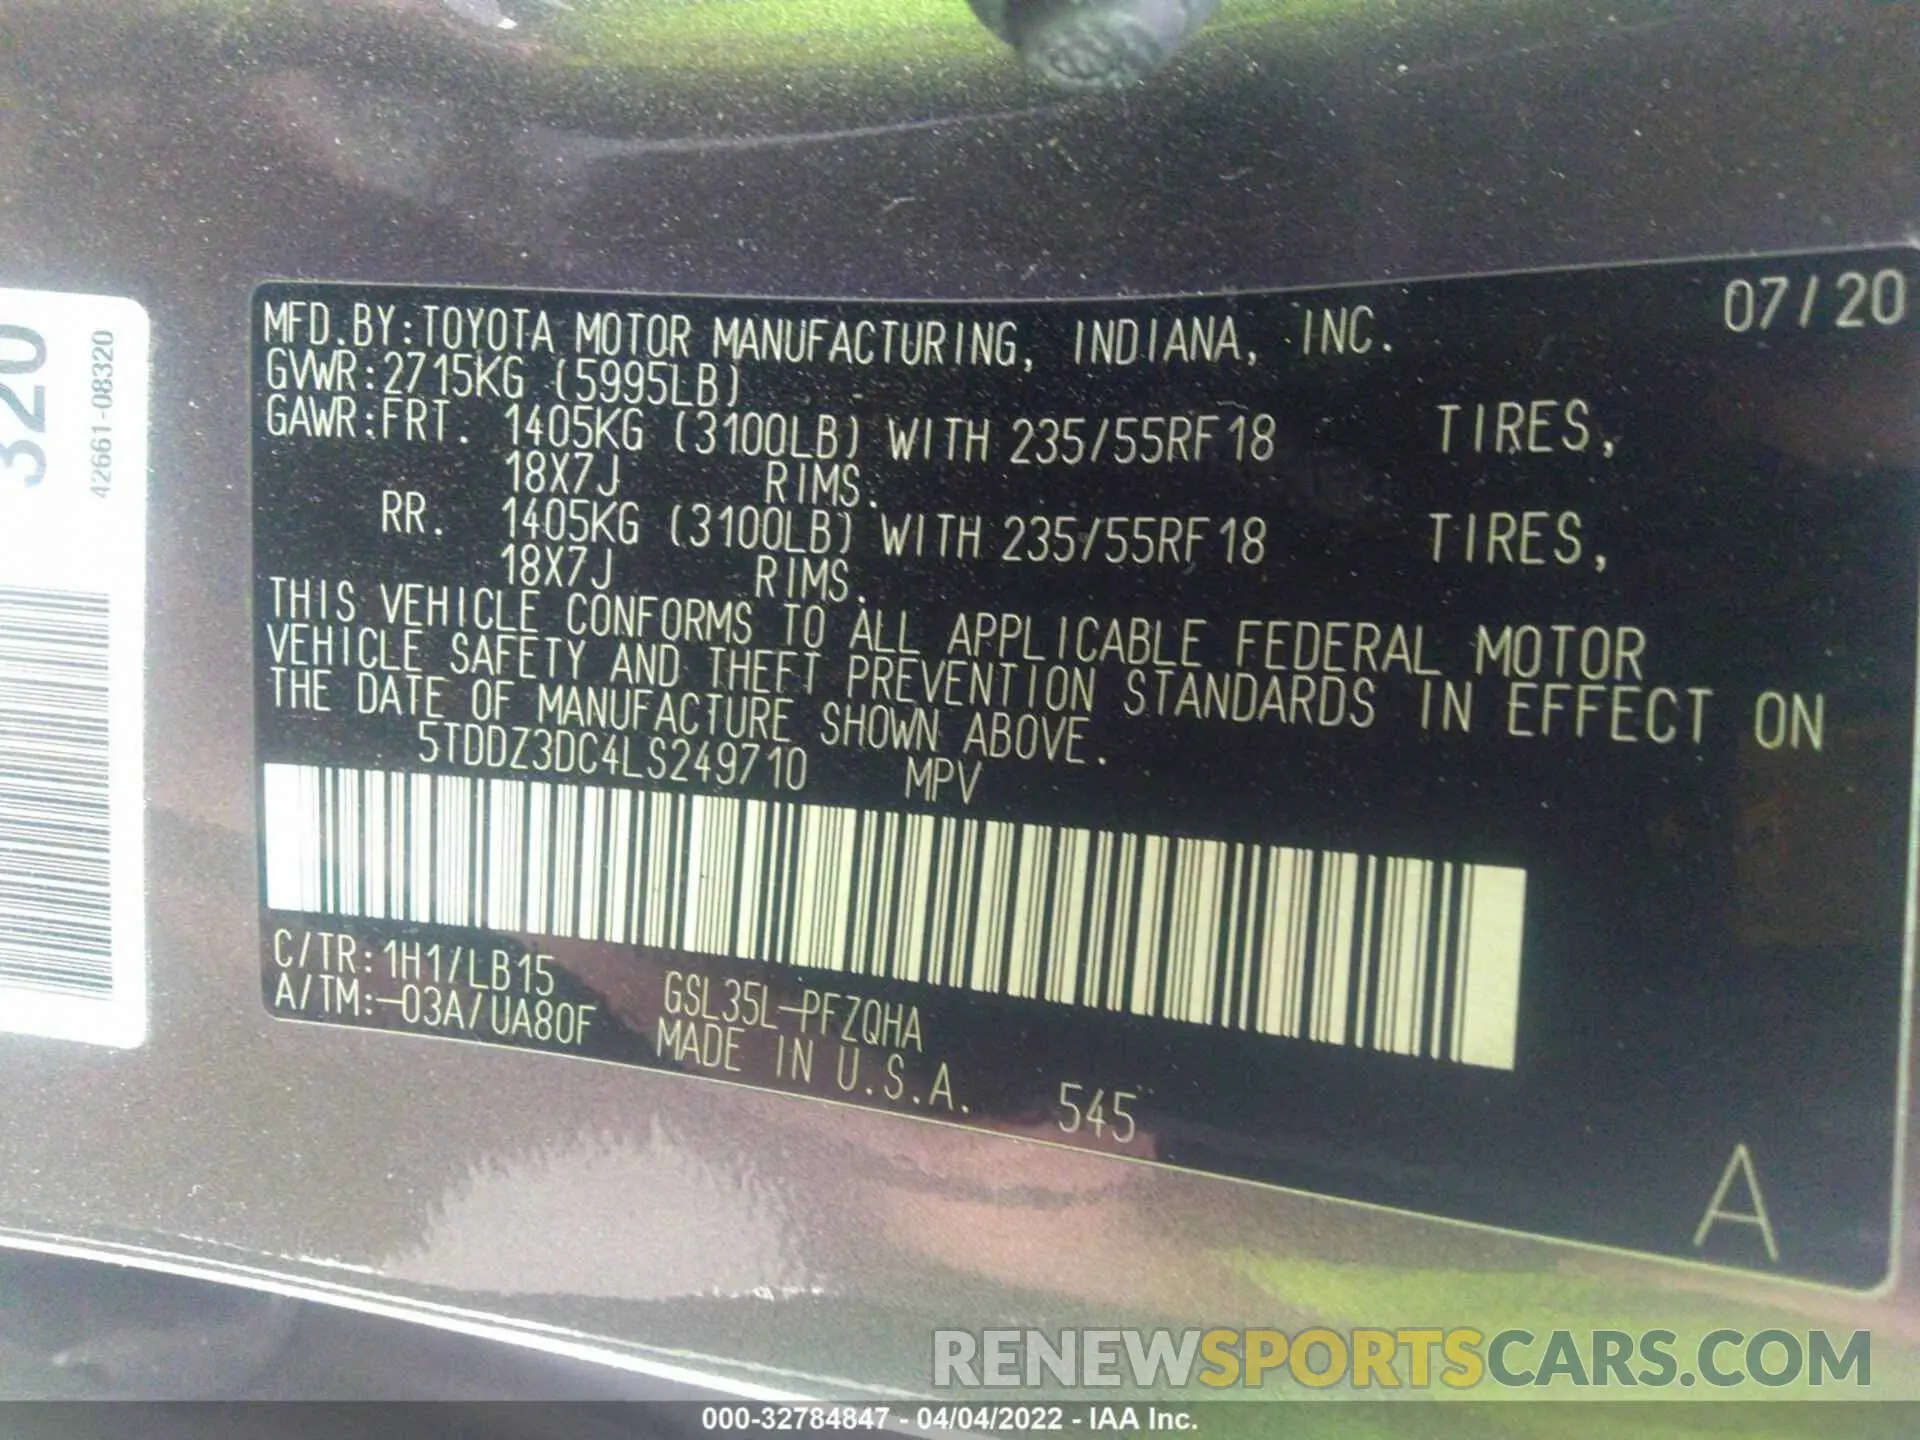 320
42661-08320
07/20
MFD.BY:TOYOTA MOTOR MANUFACTURING, INDIANA, INC.
GVWR:2715KG (5995LB)
GAWR:FRT. 1405KG (3100LB) WITH 235/55RF18 TIRES,
18X7J RIMS.
RR. 1405KG (3100LB) WITH 235/55RF18 TIRES,
18X7J RIMS.
THIS VEHICLE CONFORMS TO ALL APPLICABLE FEDERAL MOTOR
VEHICLE SAFETY AND THEFT PREVENTION STANDARDS IN EFFECT ON
THE DATE OF MANUFACTURE SHOWN ABOVE.
5TDDZ3DC4LS249710 MPV
C/TR:1H1/LB15 GSL35L-PFZQHA
A/TM:-03A/UA80F MADE IN U.S.A. 545
A
RENEWSPORTSCARS.COM
000-32784847 - 04/04/2022 - IAA Inc.